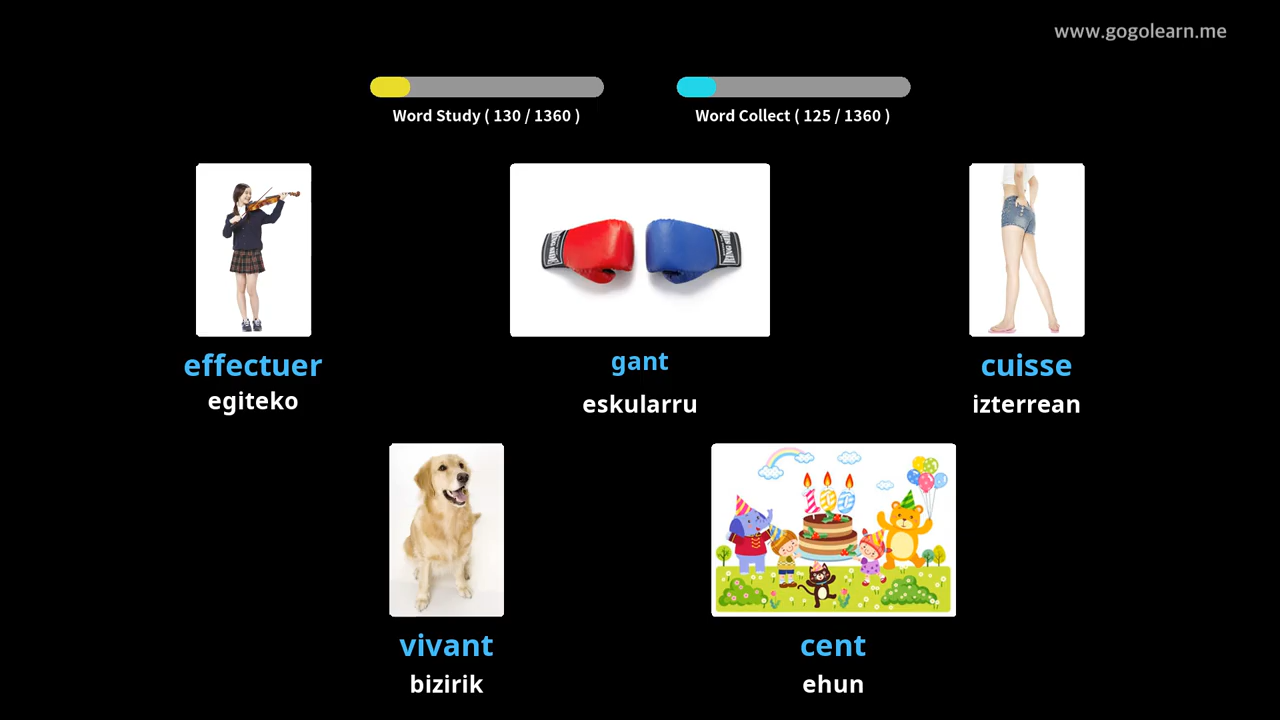 www.gogolearn.me
Word Study ( 130 / 1360 )
Word Collect ( 125 / 1360 )
effectuer
egiteko
gant
eskularru
cuisse
izterrean
100
vivant
bizirik
cent
ehun